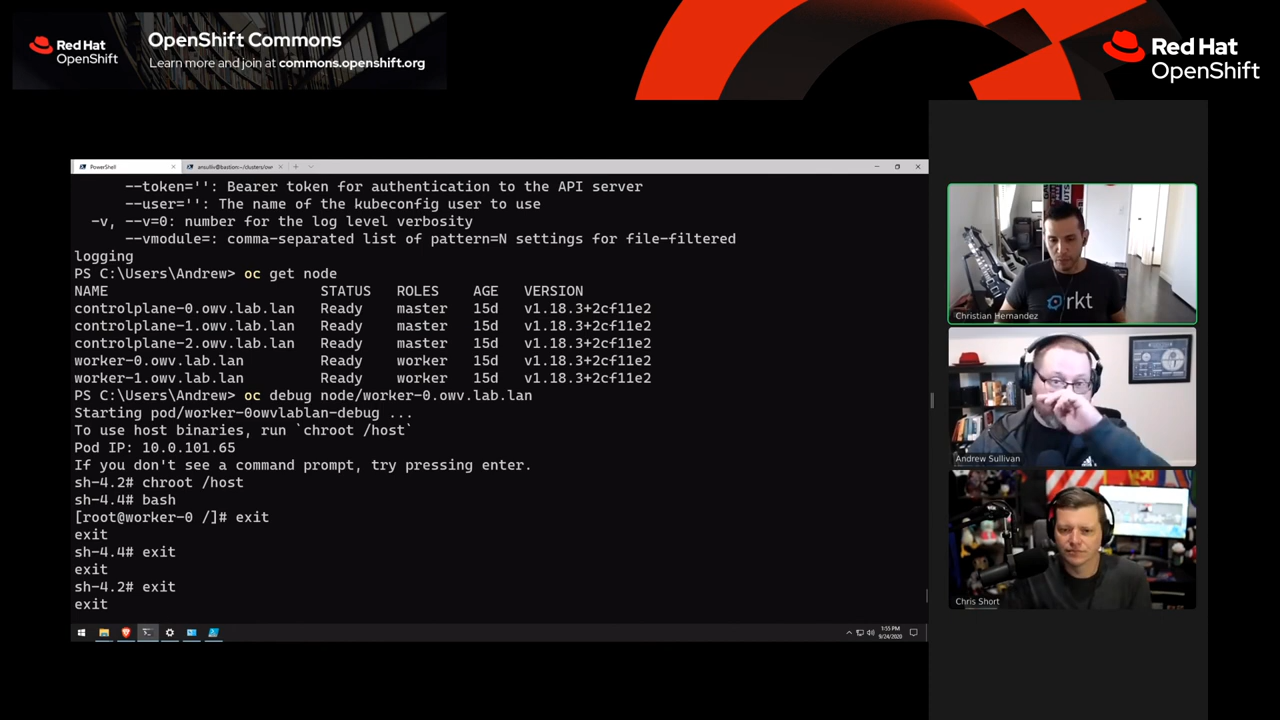 Red Hat
OpenShift
OpenShift Commons
Learn more and join at commons.openshift.org
Red Hat
OpenShift
PowerShell
ansulliv@bastion:~/clusters/owv
--token='': Bearer token for authentication to the API server
--user='': The name of the kubeconfig user to use
-v, --v=0: number for the log level verbosity
--vmodule=: comma-separated list of pattern=N settings for file-filtered
logging
PS C:\Users\Andrew> oc get node
NAME STATUS ROLES AGE VERSION
controlplane-0.owv.lab.lan Ready master 15d v1.18.3+2cf11e2
controlplane-1.owv.lab.lan Ready master 15d v1.18.3+2cf11e2
controlplane-2.owv.lab.lan Ready master 15d v1.18.3+2cf11e2
worker-0.owv.lab.lan Ready worker 15d v1.18.3+2cf11e2
worker-1.owv.lab.lan Ready worker 15d v1.18.3+2cf11e2
PS C:\Users\Andrew> oc debug node/worker-0.owv.lab.lan
Starting pod/worker-0owvlablan-debug ...
To use host binaries, run `chroot /host`
Pod IP: 10.0.101.65
If you don't see a command prompt, try pressing enter.
sh-4.2# chroot /host
sh-4.4# bash
[root@worker-0 /]# exit
exit
sh-4.4# exit
exit
sh-4.2# exit
exit
1:55 PM
9/24/2020
rkt
Christian Hernandez
Andrew Sullivan
Chris Short